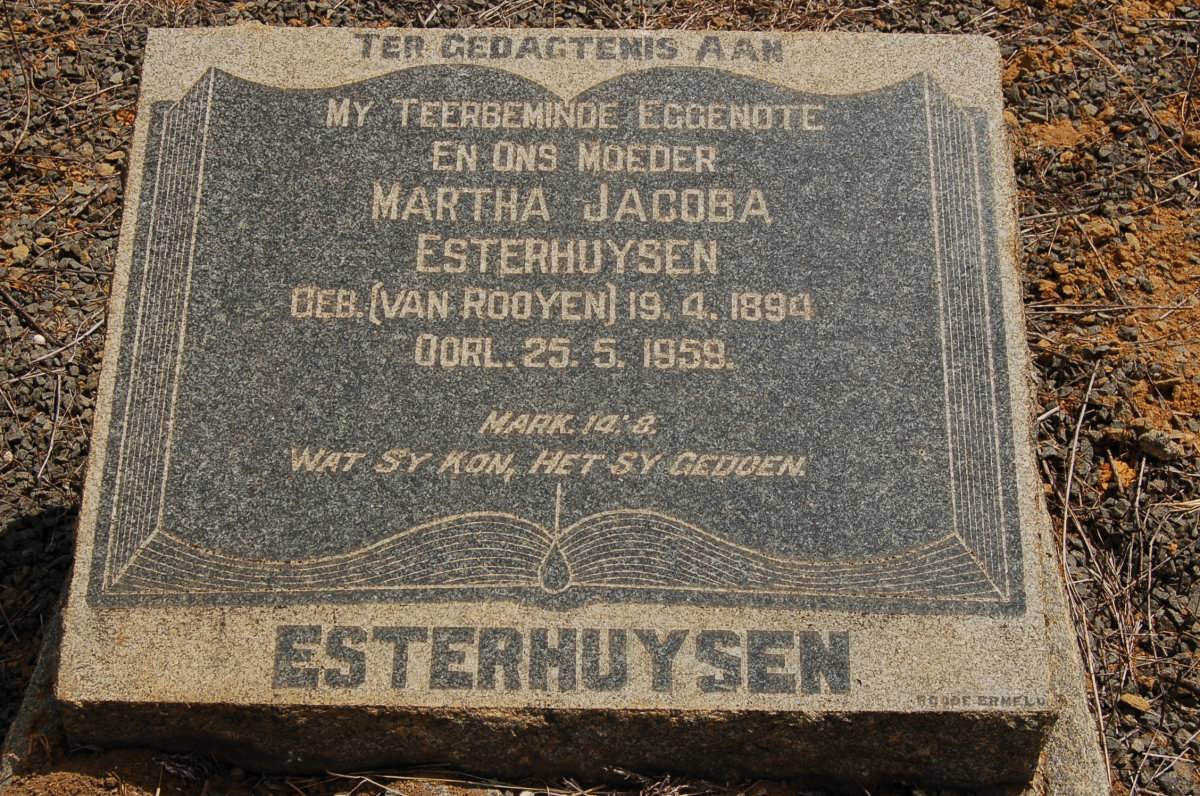 TER GEDAGTENIS AAN
MY TEERBEMINDE EGGENOTE
EN ONS MOEDER
MARTHA JACOBA
ESTERHUYSEN
GEB. (VAN ROOYEN) 19. 4. 1894
OORL. 25. 5. 1959.
MARK. 14:8.
WAT SY KON, HET SY GEDOEN.
ESTERHUYSEN
ERMELO